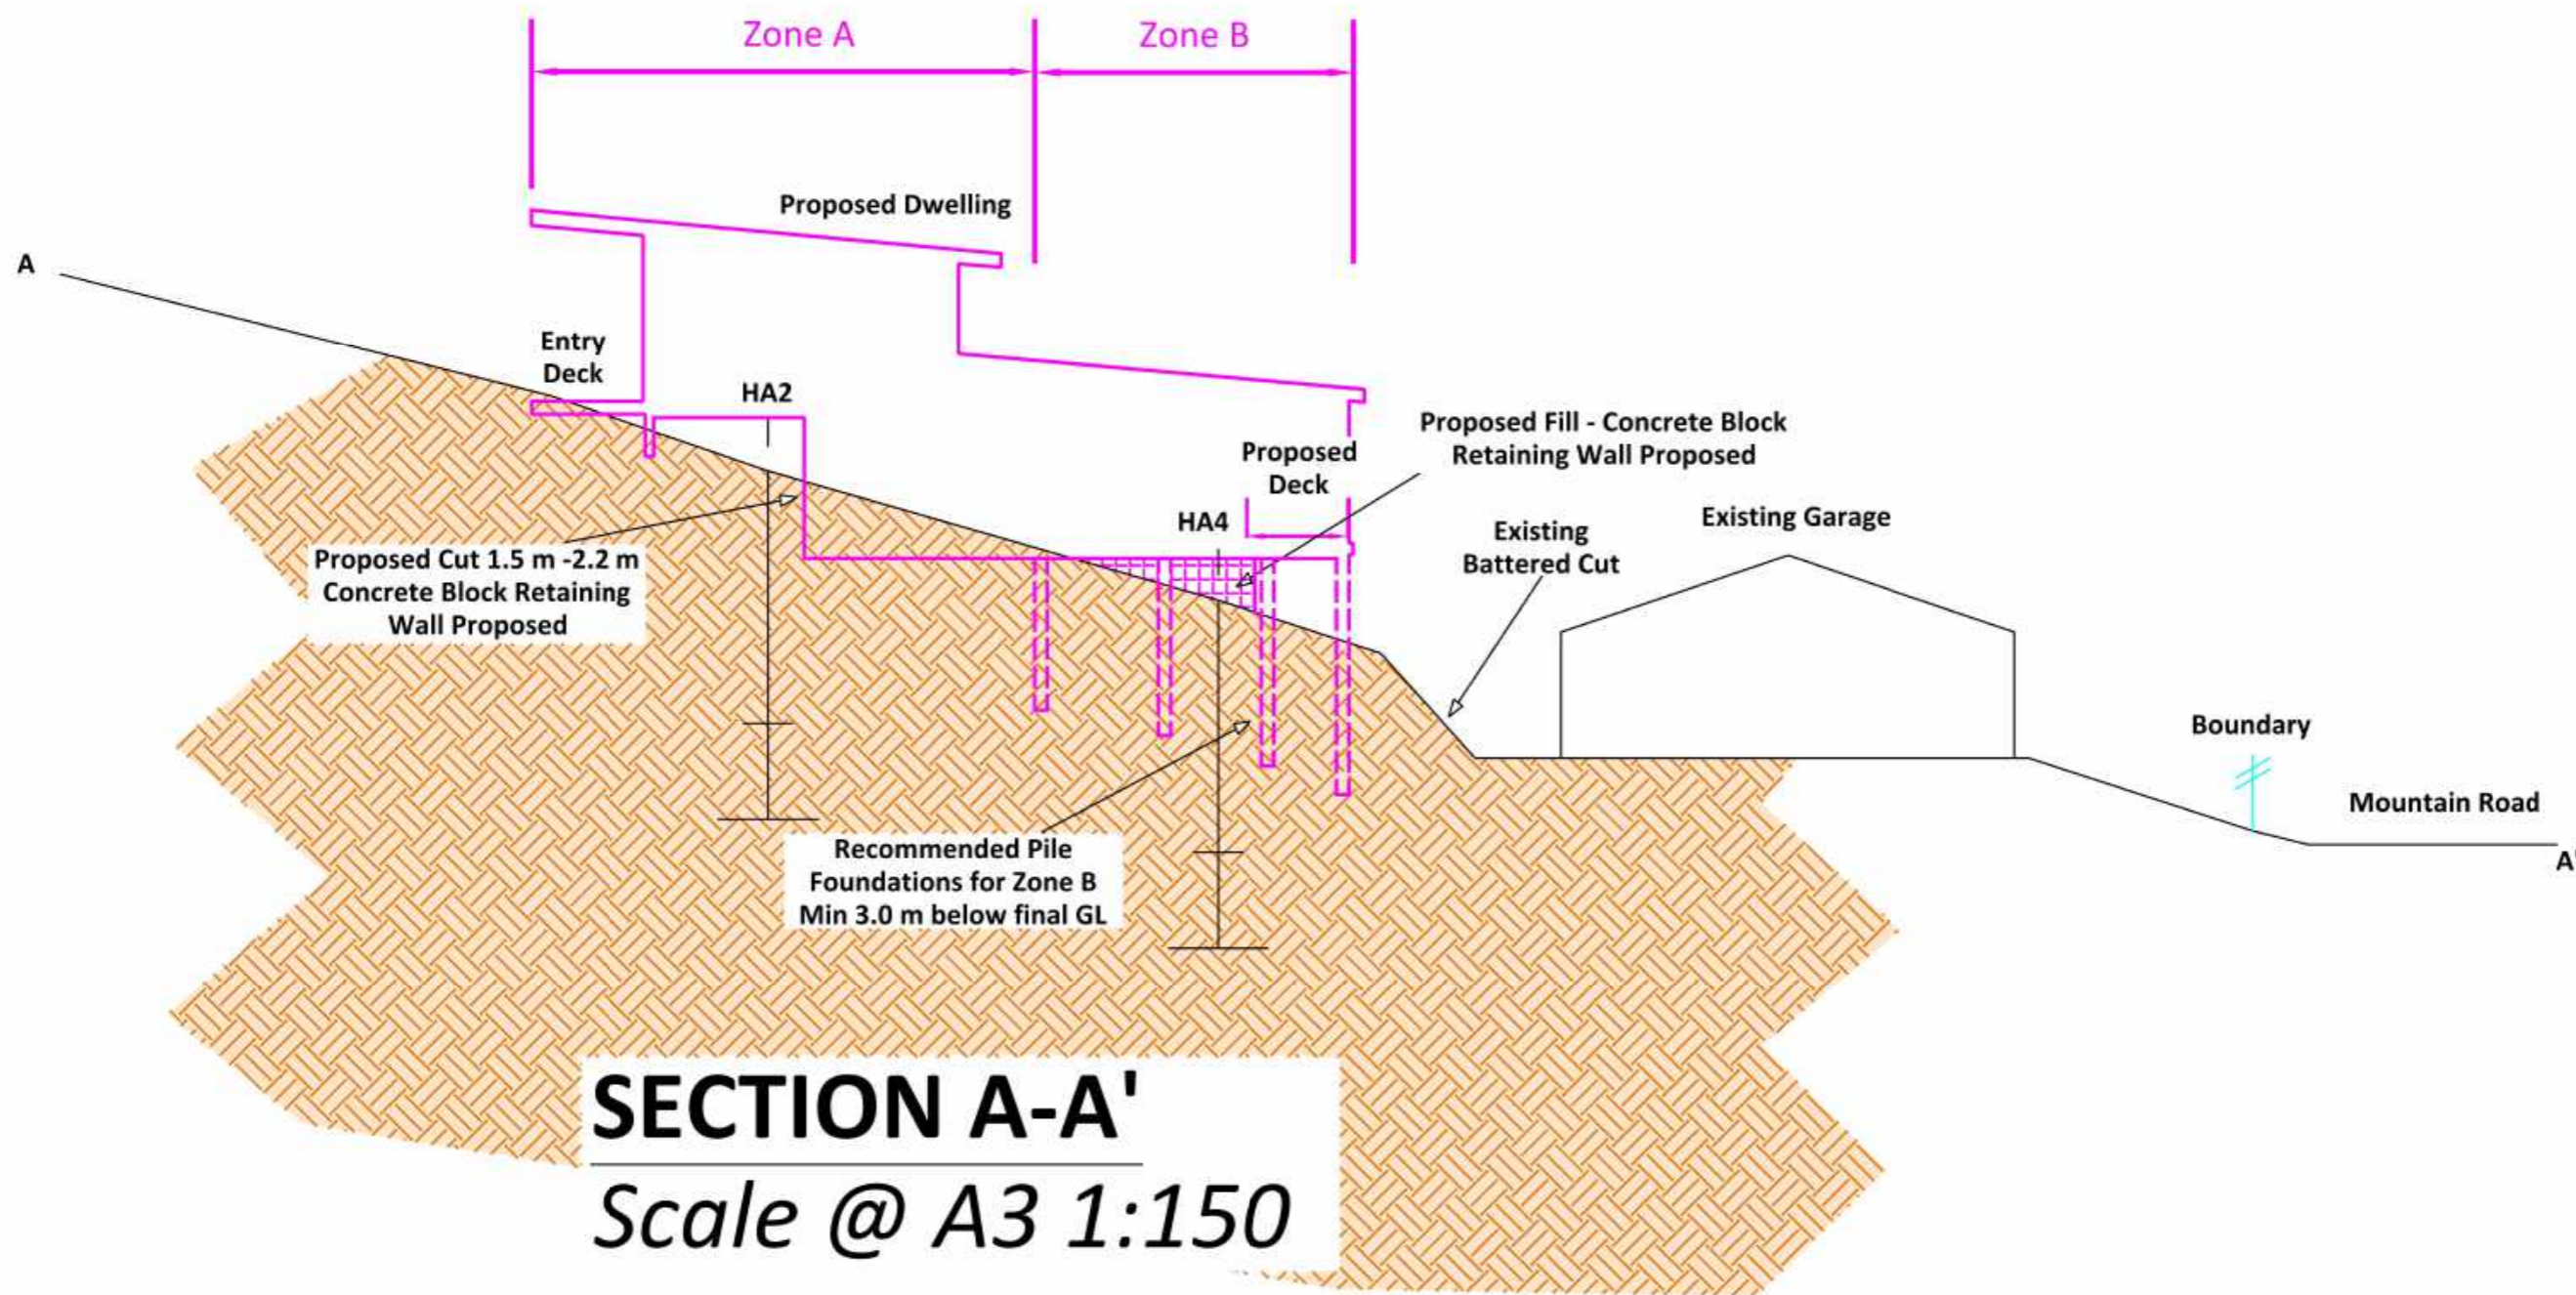 Zone A
Zone B
Proposed Dwelling
A
Entry
Deck
HA2
Proposed Fill - Concrete Block
Retaining Wall Proposed
Proposed
Deck
HA4
Existing
Battered Cut
Existing Garage
Proposed Cut 1.5 m -2.2 m
Concrete Block Retaining
Wall Proposed
Boundary
Mountain Road
A'
Recommended Pile
Foundations for Zone B
Min 3.0 m below final GL
SECTION A-A'
Scale @ A3 1:150